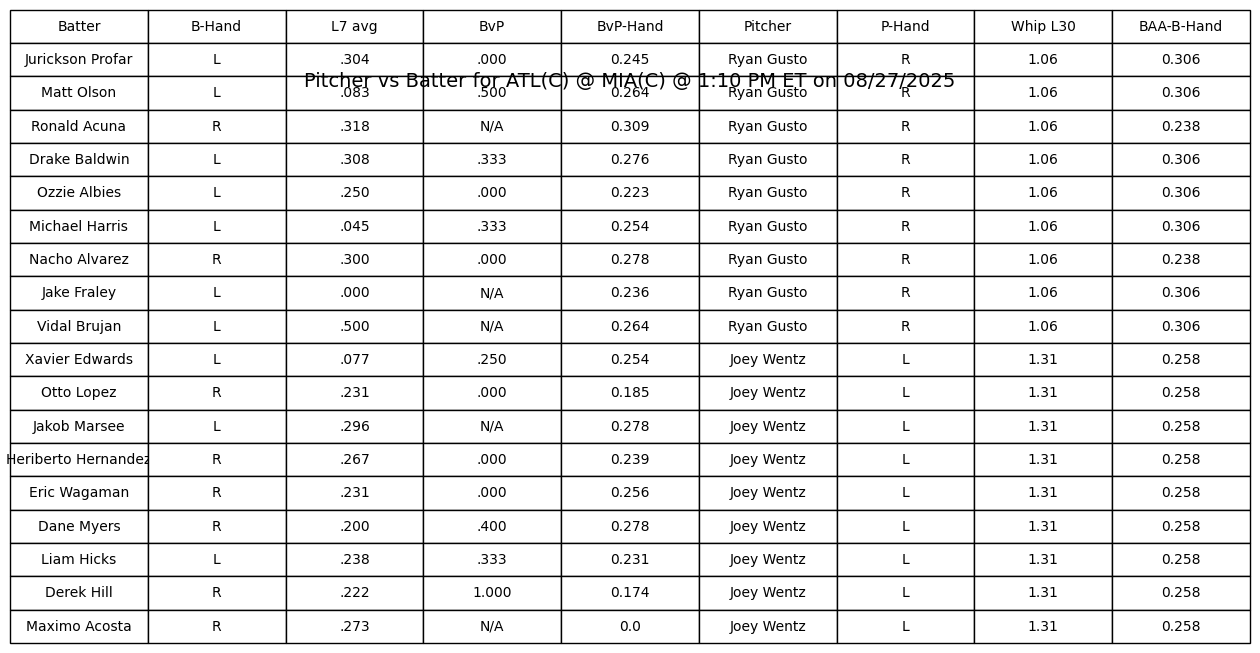 Batter B-Hand L7 avg BvP BvP-Hand Pitcher P-Hand Whip L30 BAA-B-Hand
Jurickson Profar L .304 .000 0.245 Ryan Gusto R 1.06 0.306
Pitcher vs Batter for ATL(C) @ MIA(C) @ 1:10 PM ET on 08/27/2025
Matt Olson L .083 .500 0.264 Ryan Gusto R 1.06 0.306
Ronald Acuna R .318 N/A 0.309 Ryan Gusto R 1.06 0.238
Drake Baldwin L .308 .333 0.276 Ryan Gusto R 1.06 0.306
Ozzie Albies L .250 .000 0.223 Ryan Gusto R 1.06 0.306
Michael Harris L .045 .333 0.254 Ryan Gusto R 1.06 0.306
Nacho Alvarez R .300 .000 0.278 Ryan Gusto R 1.06 0.238
Jake Fraley L .000 N/A 0.236 Ryan Gusto R 1.06 0.306
Vidal Brujan L .500 N/A 0.264 Ryan Gusto R 1.06 0.306
Xavier Edwards L .077 .250 0.254 Joey Wentz L 1.31 0.258
Otto Lopez R .231 .000 0.185 Joey Wentz L 1.31 0.258
Jakob Marsee L .296 N/A 0.278 Joey Wentz L 1.31 0.258
Heriberto Hernandez R .267 .000 0.239 Joey Wentz L 1.31 0.258
Eric Wagaman R .231 .000 0.256 Joey Wentz L 1.31 0.258
Dane Myers R .200 .400 0.278 Joey Wentz L 1.31 0.258
Liam Hicks L .238 .333 0.231 Joey Wentz L 1.31 0.258
Derek Hill R .222 1.000 0.174 Joey Wentz L 1.31 0.258
Maximo Acosta R .273 N/A 0.0 Joey Wentz L 1.31 0.258